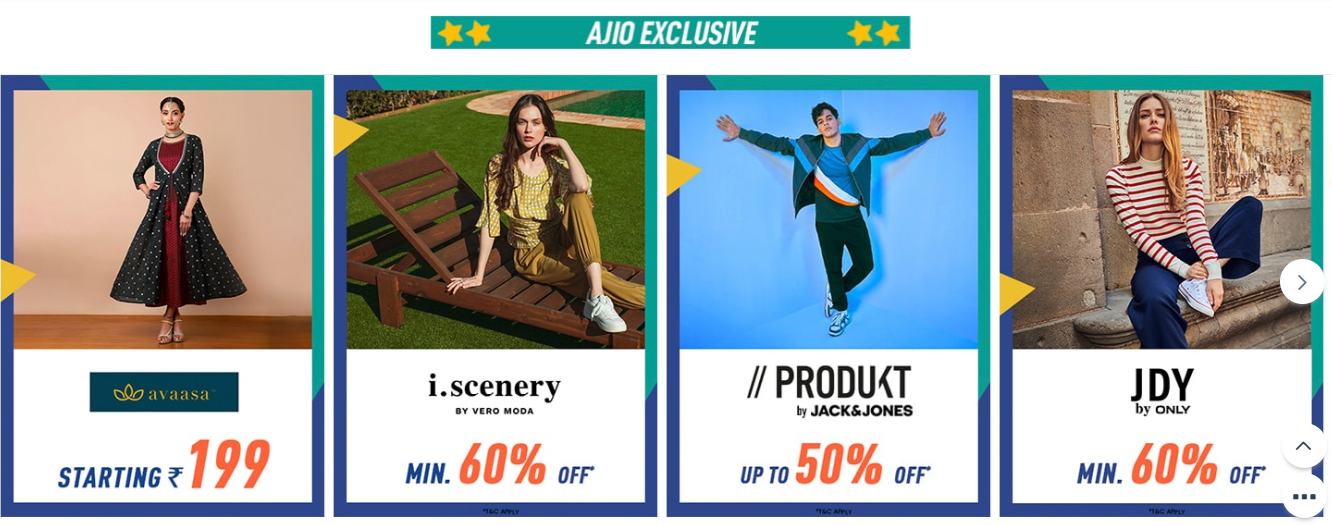 AJIO EXCLUSIVE
avaasa™
STARTING ₹ 199
i.scenery
BY VERO MODA
MIN. 60% OFF*
*T&C APPLY
// PRODUKT
by JACK&JONES
UP TO 50% OFF*
*T&C APPLY
JDY
by ONLY
MIN. 60% OFF*
*T&C APPLY